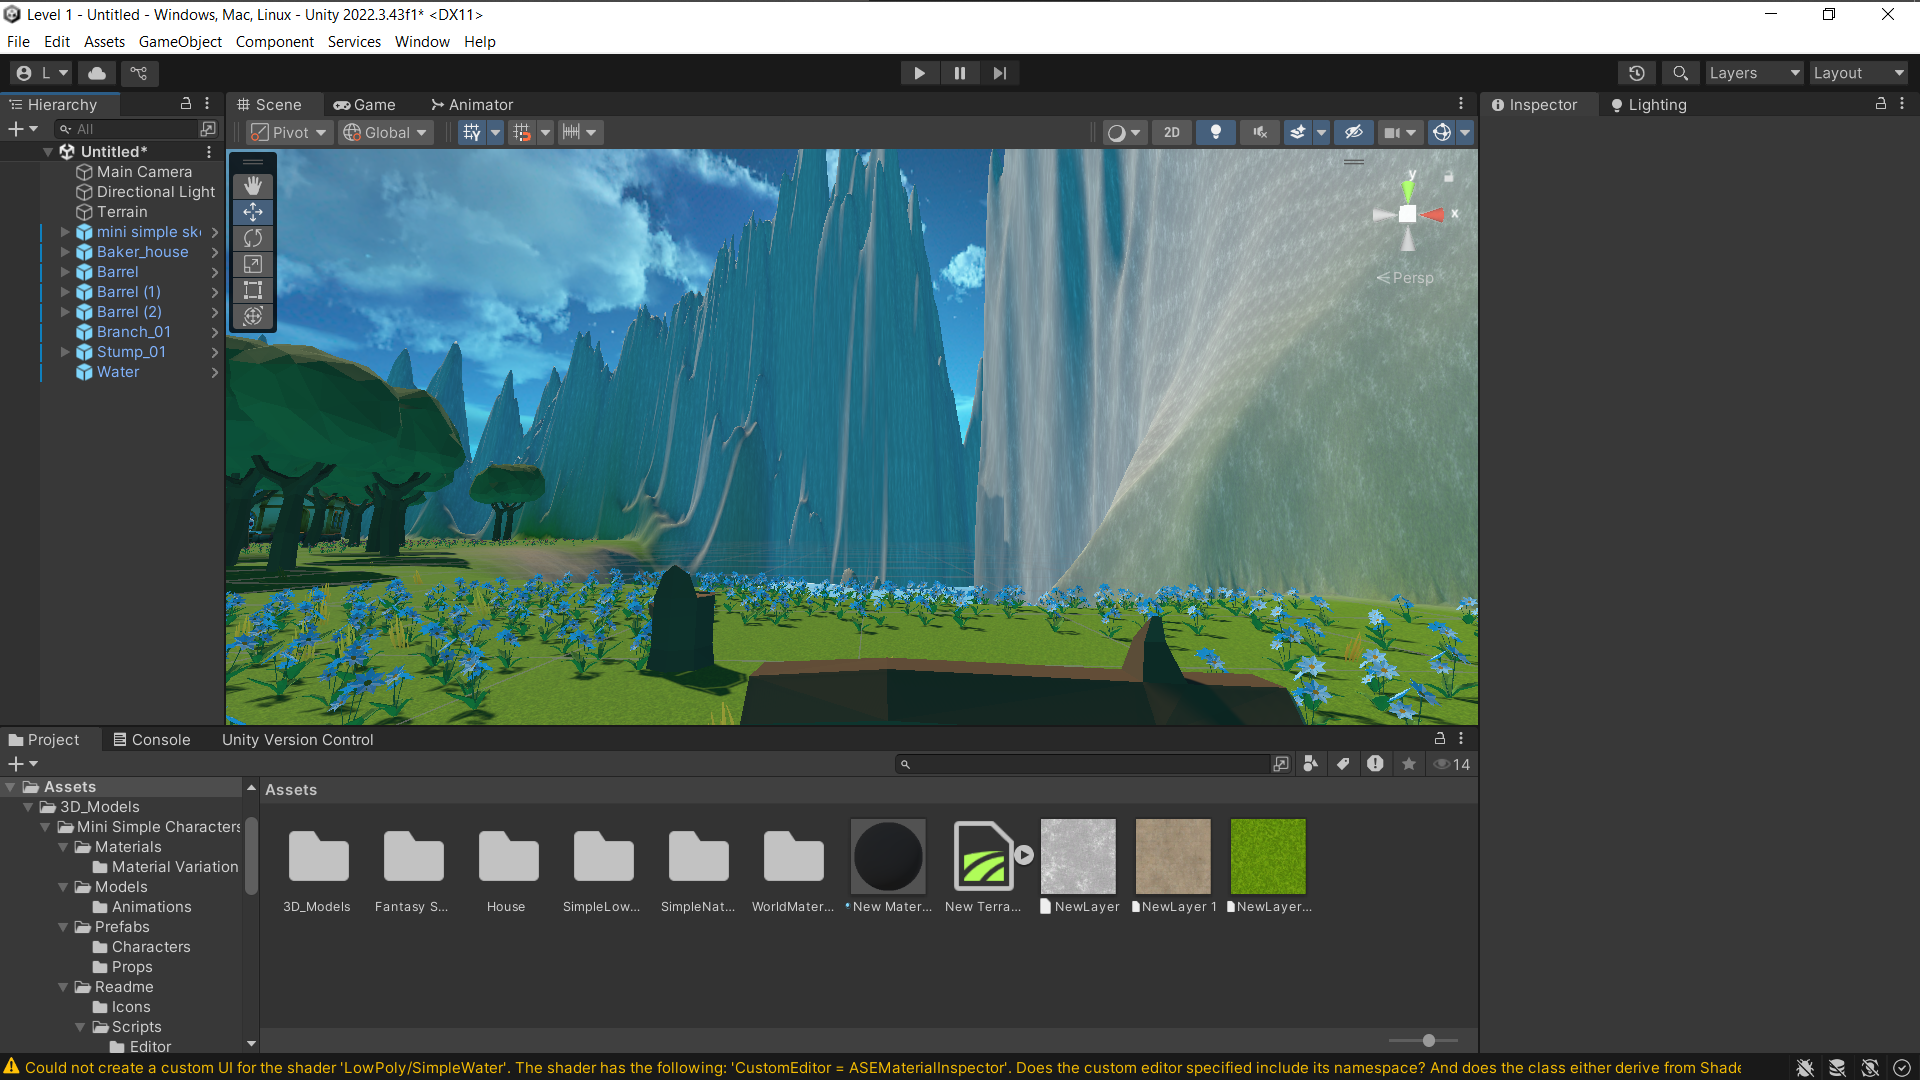 Level 1 - Untitled - Windows, Mac, Linux - Unity 2022.3.43f1* <DX11>
File Edit Assets GameObject Component Services Window Help
L
Layers Layout
Hierarchy
Scene Game Animator
Inspector Lighting
All
Pivot Global
2D
Untitled*
Main Camera
Directional Light
Terrain
mini simple sk
Baker_house
Barrel
Barrel (1)
Barrel (2)
Branch_01
Stump_01
Water
y
x
Persp
Project Console Unity Version Control
14
Assets
3D_Models
Mini Simple Characters
Materials
Material Variation
Models
Animations
Prefabs
Characters
Props
Readme
Icons
Scripts
Editor
Assets
3D_Models Fantasy S... House SimpleLow... SimpleNat... WorldMater... New Mater... New Terra... NewLayer NewLayer 1 NewLayer...
Could not create a custom UI for the shader 'LowPoly/SimpleWater'. The shader has the following: 'CustomEditor = ASEMaterialInspector'. Does the custom editor specified include its namespace? And does the class either derive from Shade